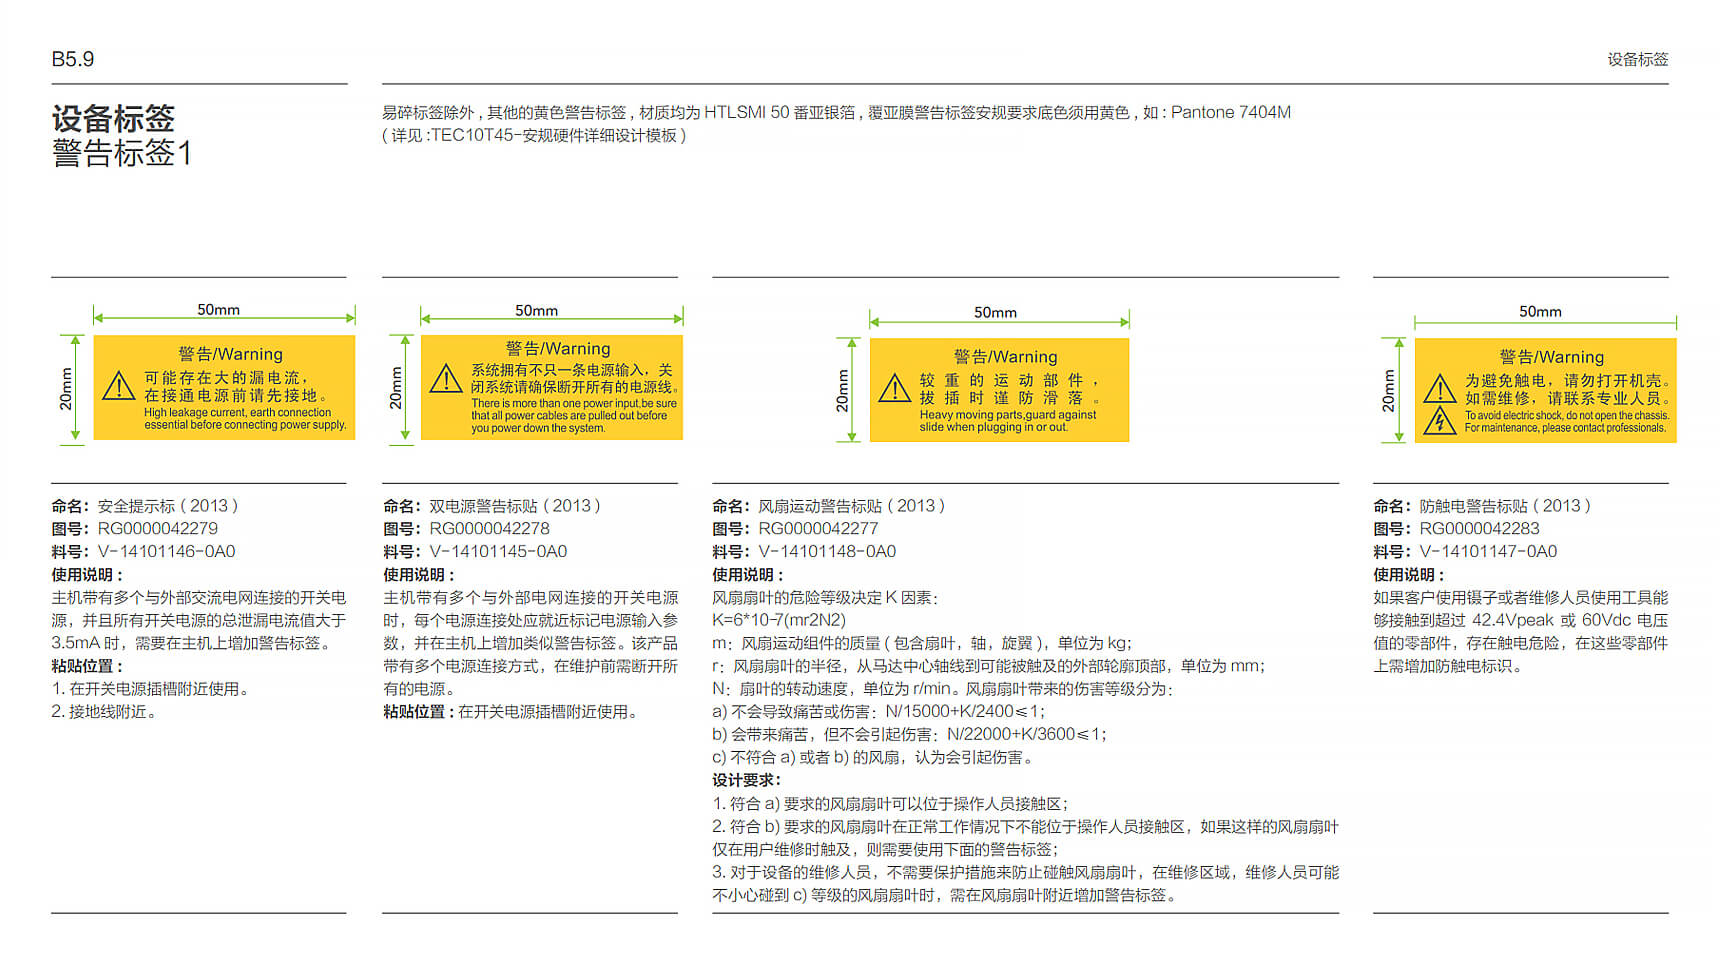 B5.9
设备标签
设备标签
警告标签1
易碎标签除外，其他的黄色警告标签，材质均为 HTLSMI 50 番亚银箔，覆亚膜警告标签安规要求底色须用黄色，如：Pantone 7404M
（详见：TEC10T45-安规硬件详细设计模板）
50mm
20mm
警告/Warning
可能存在大的漏电流，
在接通电源前请先接地。
High leakage current, earth connection
essential before connecting power supply.
命名：安全提示标（2013）
图号：RG0000042279
料号：V-14101146-0A0
使用说明：
主机带有多个与外部交流电网连接的开关电
源，并且所有开关电源的总泄漏电流值大于
3.5mA 时，需要在主机上增加警告标签。
粘贴位置：
1. 在开关电源插槽附近使用。
2. 接地线附近。
50mm
20mm
警告/Warning
系统拥有不只一条电源输入，关
闭系统请确保断开所有的电源线。
There is more than one power input,be sure
that all power cables are pulled out before
you power down the system.
命名：双电源警告标贴（2013）
图号：RG0000042278
料号：V-14101145-0A0
使用说明：
主机带有多个与外部电网连接的开关电源
时，每个电源连接处应就近标记电源输入参
数，并在主机上增加类似警告标签。该产品
带有多个电源连接方式，在维护前需断开所
有的电源。
粘贴位置：在开关电源插槽附近使用。
50mm
20mm
警告/Warning
较重的运动部件，
拔插时谨防滑落。
Heavy moving parts,guard against
slide when plugging in or out.
命名：风扇运动警告标贴（2013）
图号：RG0000042277
料号：V-14101148-0A0
使用说明：
风扇扇叶的危险等级决定 K 因素：
K=6*10-7(mr2N2)
m：风扇运动组件的质量（包含扇叶，轴，旋翼），单位为 kg；
r：风扇扇叶的半径，从马达中心轴线到可能被触及的外部轮廓顶部，单位为 mm；
N：扇叶的转动速度，单位为 r/min。风扇扇叶带来的伤害等级分为：
a) 不会导致痛苦或伤害：N/15000+K/2400≤1；
b) 会带来痛苦，但不会引起伤害：N/22000+K/3600≤1；
c) 不符合 a) 或者 b) 的风扇，认为会引起伤害。
设计要求：
1. 符合 a) 要求的风扇扇叶可以位于操作人员接触区；
2. 符合 b) 要求的风扇扇叶在正常工作情况下不能位于操作人员接触区，如果这样的风扇扇叶
仅在用户维修时触及，则需要使用下面的警告标签；
3. 对于设备的维修人员，不需要保护措施来防止碰触风扇扇叶，在维修区域，维修人员可能
不小心碰到 c) 等级的风扇扇叶时，需在风扇扇叶附近增加警告标签。
50mm
20mm
警告/Warning
为避免触电，请勿打开机壳。
如需维修，请联系专业人员。
To avoid electric shock, do not open the chassis.
For maintenance, please contact professionals.
命名：防触电警告标贴（2013）
图号：RG0000042283
料号：V-14101147-0A0
使用说明：
如果客户使用镊子或者维修人员使用工具能
够接触到超过 42.4Vpeak 或 60Vdc 电压
值的零部件，存在触电危险，在这些零部件
上需增加防触电标识。